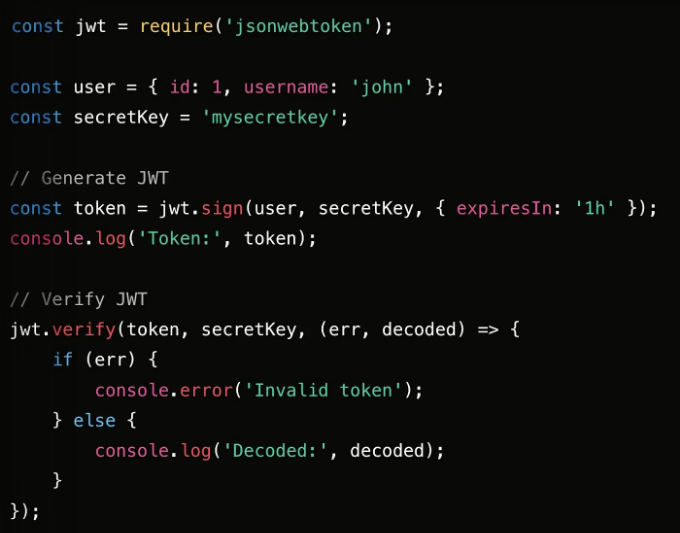 const jwt = require('jsonwebtoken');
const user = { id: 1, username: 'john' };
const secretKey = 'mysecretkey';
// Generate JWT
const token = jwt.sign(user, secretKey, { expiresIn: '1h' });
console.log('Token:', token);
// Verify JWT
jwt.verify(token, secretKey, (err, decoded) => {
    if (err) {
        console.error('Invalid token');
    } else {
        console.log('Decoded:', decoded);
    }
});